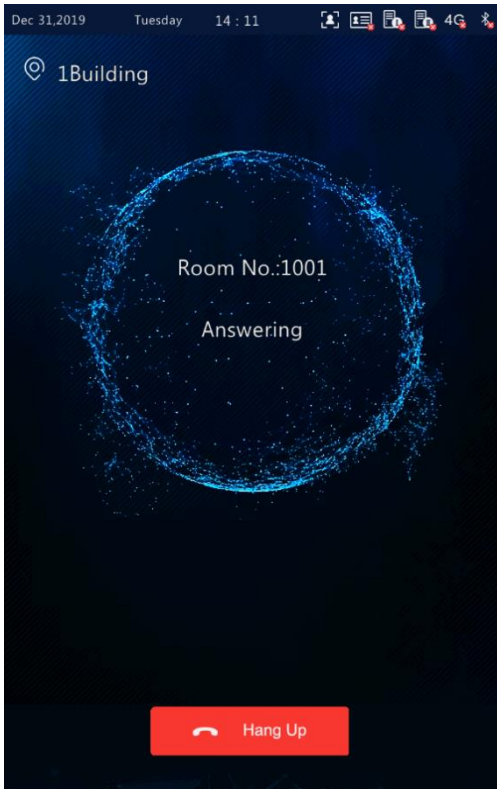 Dec 31,2019 Tuesday 14 : 11 4G
1Building
Room No.:1001
Answering
Hang Up